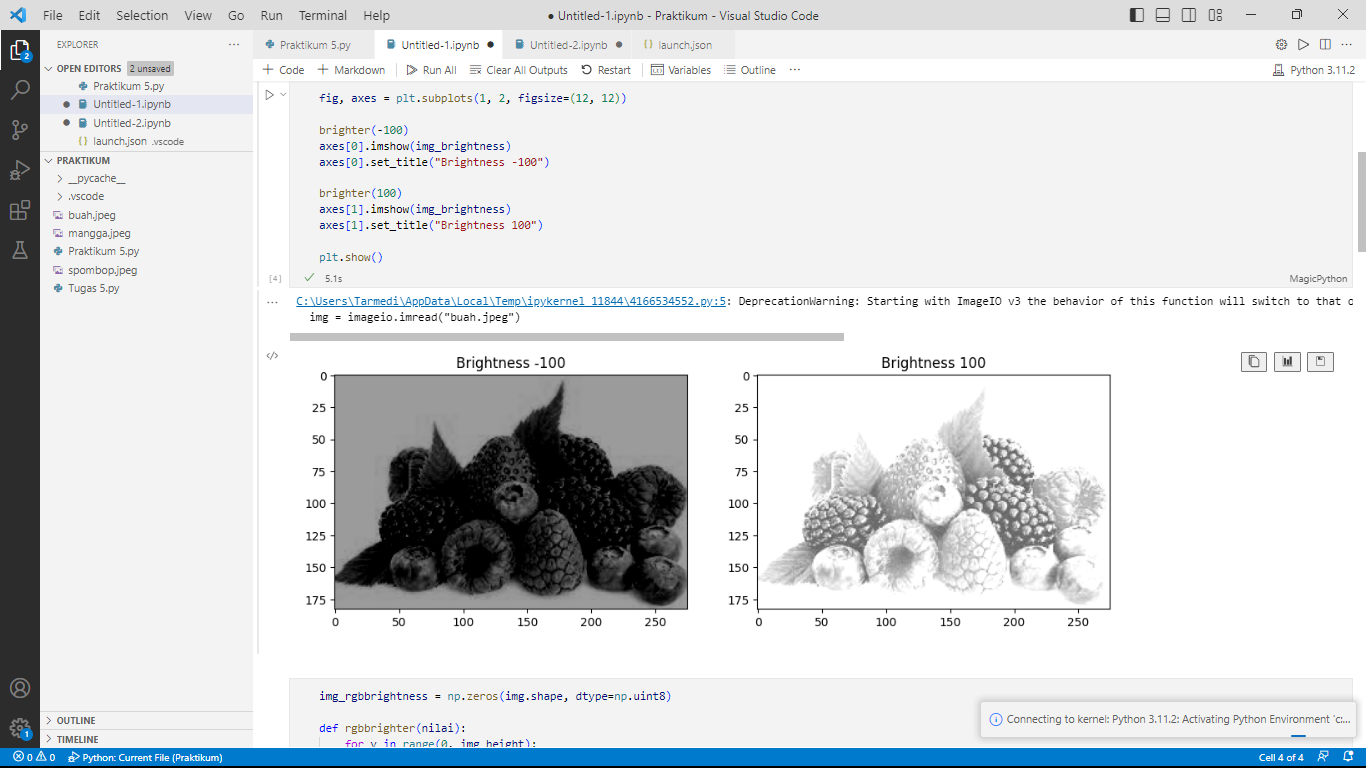 File Edit Selection View Go Run Terminal Help
● Untitled-1.ipynb - Praktikum - Visual Studio Code
EXPLORER
OPEN EDITORS 2 unsaved
Praktikum 5.py
Untitled-1.ipynb
Untitled-2.ipynb
launch.json .vscode
PRAKTIKUM
__pycache__
.vscode
buah.jpeg
mangga.jpeg
Praktikum 5.py
spombop.jpeg
Tugas 5.py
OUTLINE
TIMELINE
2
1
Praktikum 5.py Untitled-1.ipynb Untitled-2.ipynb launch.json
+ Code + Markdown Run All Clear All Outputs Restart Variables Outline ... Python 3.11.2
fig, axes = plt.subplots(1, 2, figsize=(12, 12))
brighter(-100)
axes[0].imshow(img_brightness)
axes[0].set_title("Brightness -100")
brighter(100)
axes[1].imshow(img_brightness)
axes[1].set_title("Brightness 100")
plt.show()
[4] 5.1s MagicPython
C:\Users\Tarmedi\AppData\Local\Temp\ipykernel_11844\4166534552.py:5: DeprecationWarning: Starting with ImageIO v3 the behavior of this function will switch to that o
img = imageio.imread("buah.jpeg")
Brightness -100
0
25
50
75
100
125
150
175
0 50 100 150 200 250
Brightness 100
0
25
50
75
100
125
150
175
0 50 100 150 200 250
img_rgbbrightness = np.zeros(img.shape, dtype=np.uint8)
def rgbbrighter(nilai):
for y in range(0, img_height):
Connecting to kernel: Python 3.11.2: Activating Python Environment 'c:...
0 0 Python: Current File (Praktikum) Cell 4 of 4